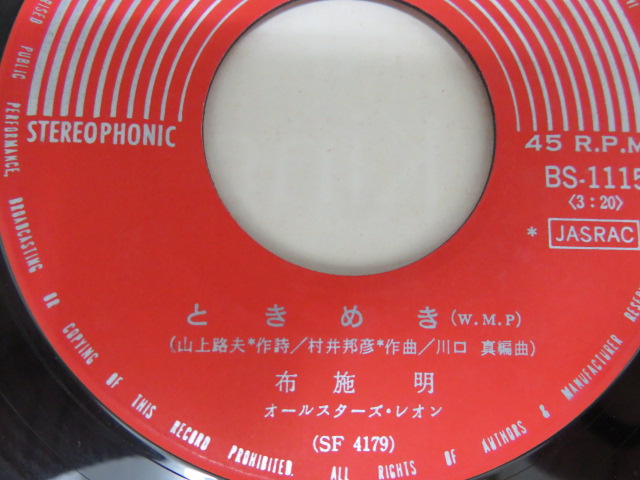 STEREOPHONIC
45 R.P.M
BS-1115
〈3：20〉
* JASRAC
ときめき (W.M.P)
(山上路夫*作詩／村井邦彦*作曲／川口 真編曲)
布施 明
オールスターズ・レオン
(SF 4179)
PUBLIC PERFORMANCE, BROADCASTING OR COPYING OF THIS RECORD PROHIBITED. ALL RIGHTS OF AUTHORS & MANUFACTURER